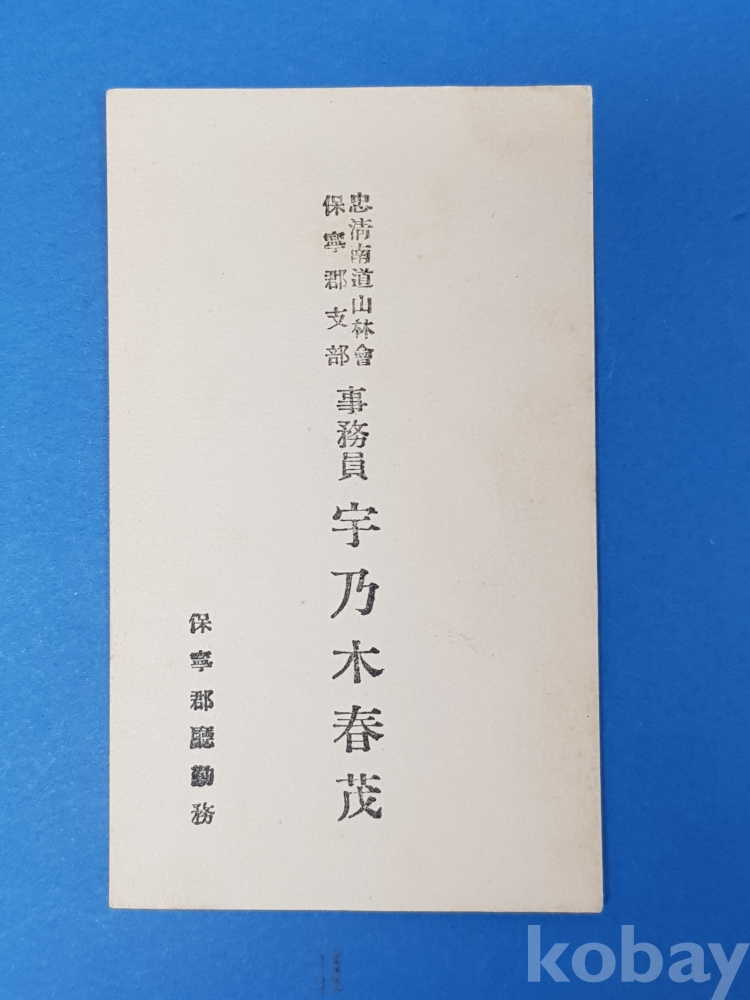 忠清南道山林會
保寧郡支部
事務員
宇乃木春茂
保寧郡廳勤務
kobay